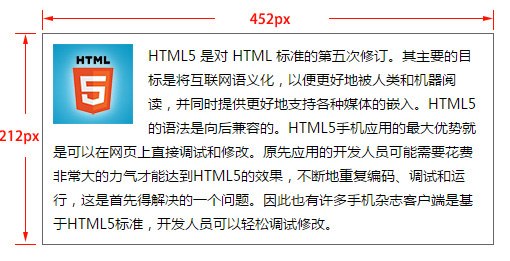 452px
212px
HTML
5
HTML5 是对 HTML 标准的第五次修订。其主要的目
标是将互联网语义化，以便更好地被人类和机器阅
读，并同时提供更好地支持各种媒体的嵌入。HTML5
的语法是向后兼容的。HTML5手机应用的最大优势就
是可以在网页上直接调试和修改。原先应用的开发人员可能需要花费
非常大的力气才能达到HTML5的效果，不断地重复编码、调试和运
行，这是首先得解决的一个问题。因此也有许多手机杂志客户端是基
于HTML5标准，开发人员可以轻松调试修改。